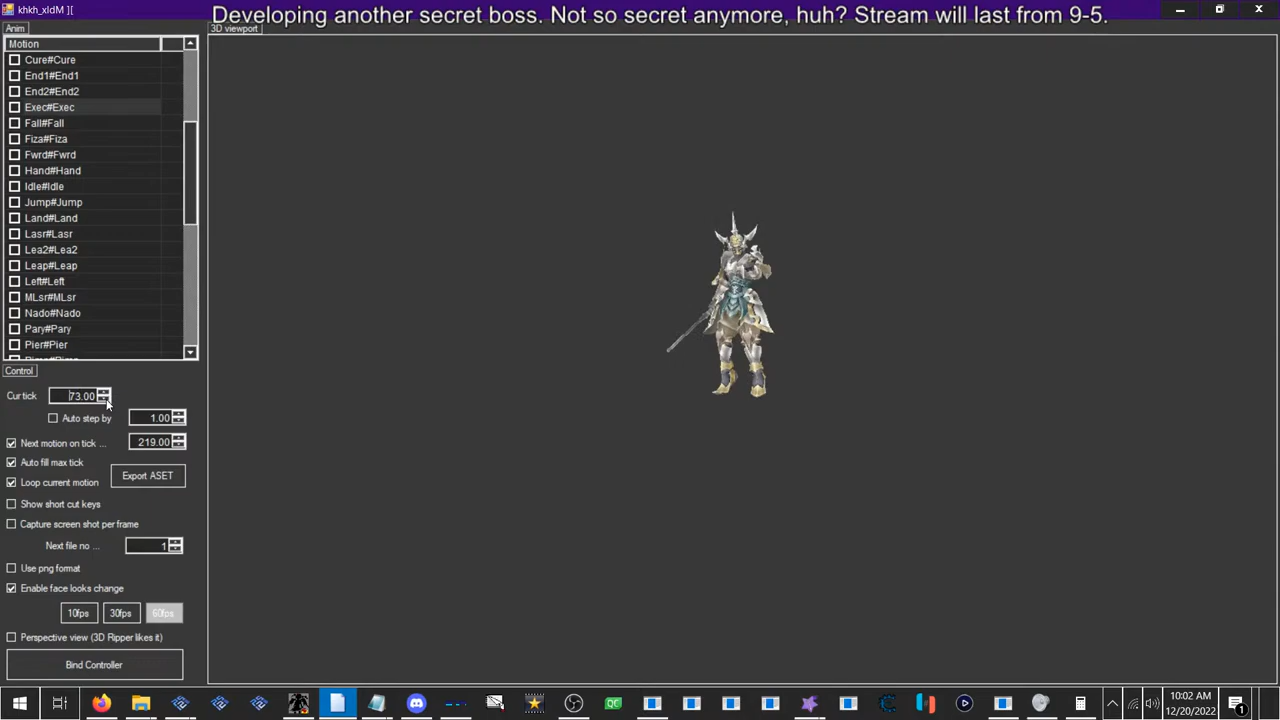 khkh_xldM ][
Developing another secret boss. Not so secret anymore, huh? Stream will last from 9-5.
Anim
3D viewport
Motion
Cure#Cure
End1#End1
End2#End2
Exec#Exec
Fall#Fall
Fiza#Fiza
Fwrd#Fwrd
Hand#Hand
Idle#Idle
Jump#Jump
Land#Land
Lasr#Lasr
Lea2#Lea2
Leap#Leap
Left#Left
MLsr#MLsr
Nado#Nado
Pary#Pary
Pier#Pier
Control
Cur tick 73.00
Auto step by 1.00
Next motion on tick ... 219.00
Auto fill max tick
Export ASET
Loop current motion
Show short cut keys
Capture screen shot per frame
Next file no ... 1
Use png format
Enable face looks change
10fps 30fps 60fps
Perspective view (3D Ripper likes it)
Bind Controller
QC
10:02 AM
12/20/2022
1